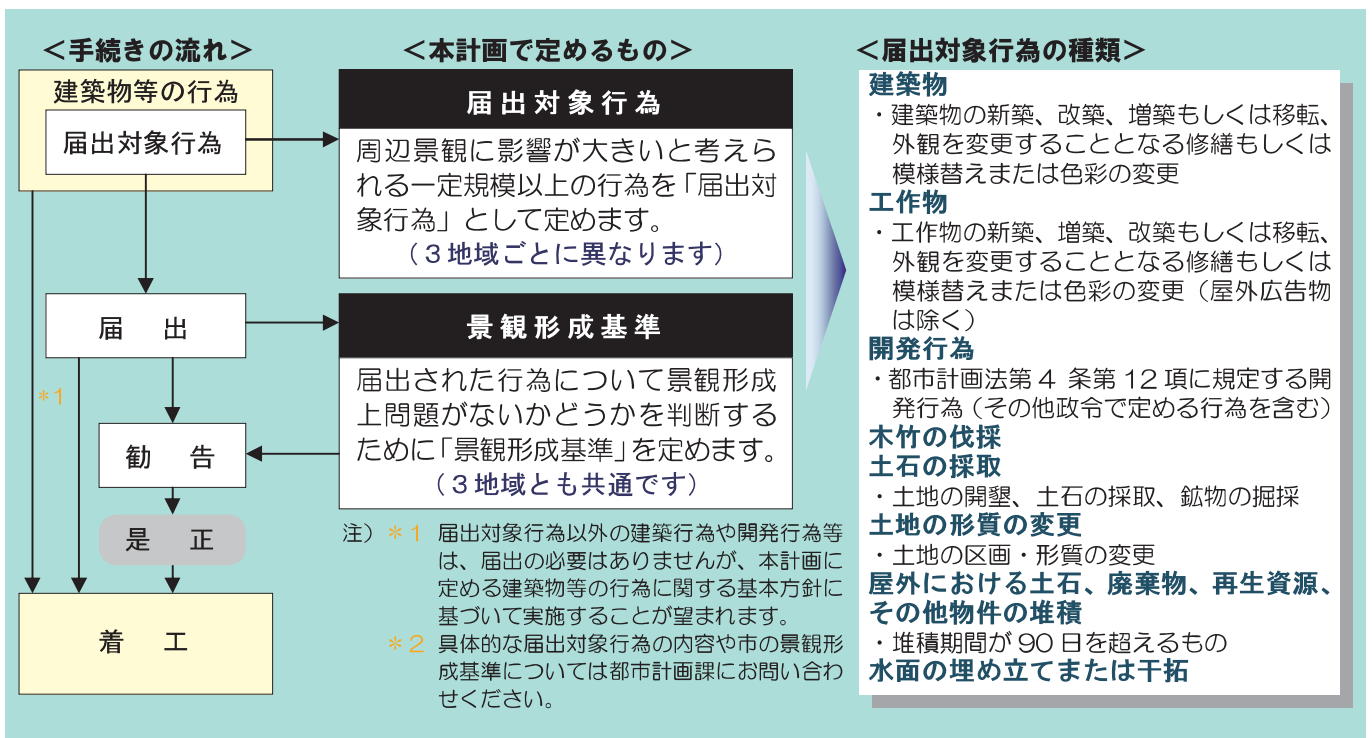 ＜手続きの流れ＞
建築物等の行為
届出対象行為
届　出
＊1
勧　告
是　正
着　工
＜本計画で定めるもの＞
届出対象行為
周辺景観に影響が大きいと考えら
れる一定規模以上の行為を「届出対
象行為」として定めます。
（３地域ごとに異なります）
景観形成基準
届出された行為について景観形成
上問題がないかどうかを判断する
ために「景観形成基準」を定めます。
（３地域とも共通です）
注）＊１ 届出対象行為以外の建築行為や開発行為等
は、届出の必要はありませんが、本計画に
定める建築物等の行為に関する基本方針に
基づいて実施することが望まれます。
＊２ 具体的な届出対象行為の内容や市の景観形
成基準については都市計画課にお問い合わ
せください。
＜届出対象行為の種類＞
建築物
・建築物の新築、改築、増築もしくは移転、
外観を変更することとなる修繕もしくは
模様替えまたは色彩の変更
工作物
・工作物の新築、増築、改築もしくは移転、
外観を変更することとなる修繕もしくは
模様替えまたは色彩の変更（屋外広告物
は除く）
開発行為
・都市計画法第４ 条第 12 項に規定する開
発行為（その他政令で定める行為を含む）
木竹の伐採
土石の採取
・土地の開墾、土石の採取、鉱物の掘採
土地の形質の変更
・土地の区画・形質の変更
屋外における土石、廃棄物、再生資源、
その他物件の堆積
・堆積期間が 90 日を超えるもの
水面の埋め立てまたは干拓